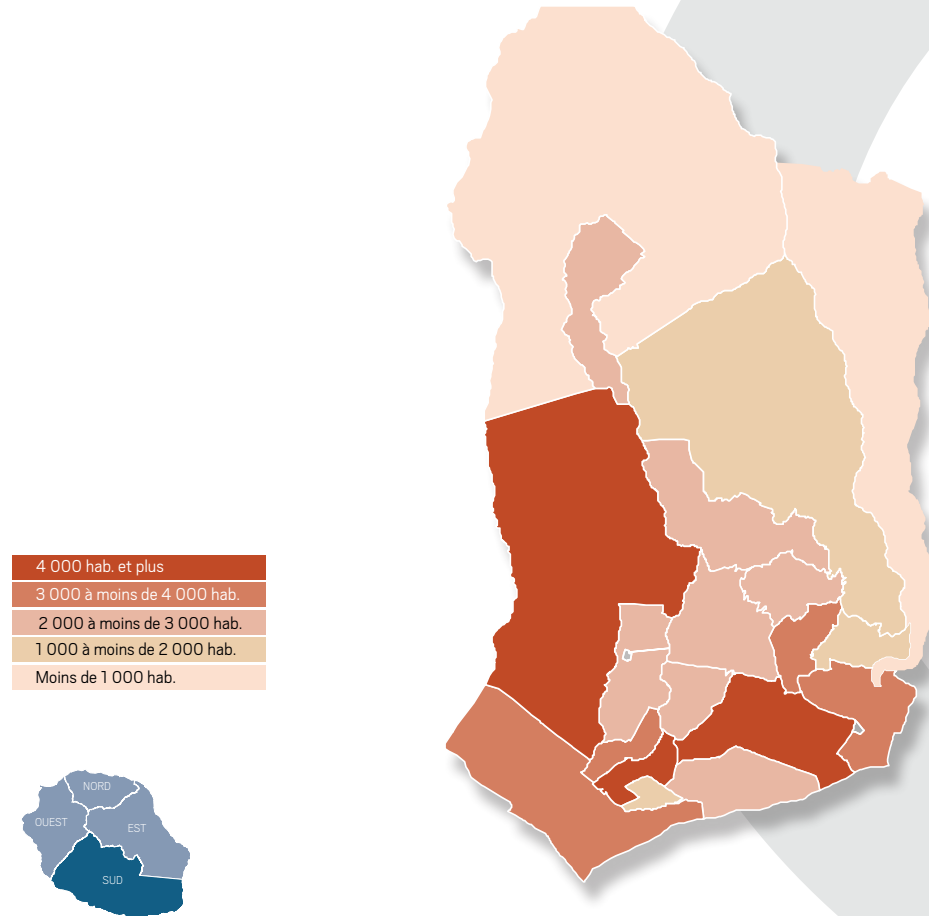 4 000 hab. et plus
3 000 à moins de 4 000 hab.
2 000 à moins de 3 000 hab.
1 000 à moins de 2 000 hab.
Moins de 1 000 hab.
NORD
OUEST
EST
SUD